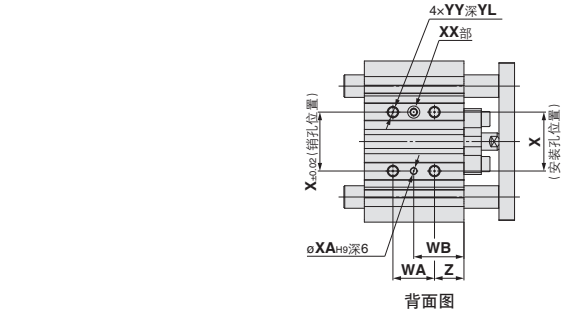 4×YY深YL
XX部
X±0.02(销孔位置)
X
(安装孔位置)
øXAH9深6
WB
WA
Z
背面图